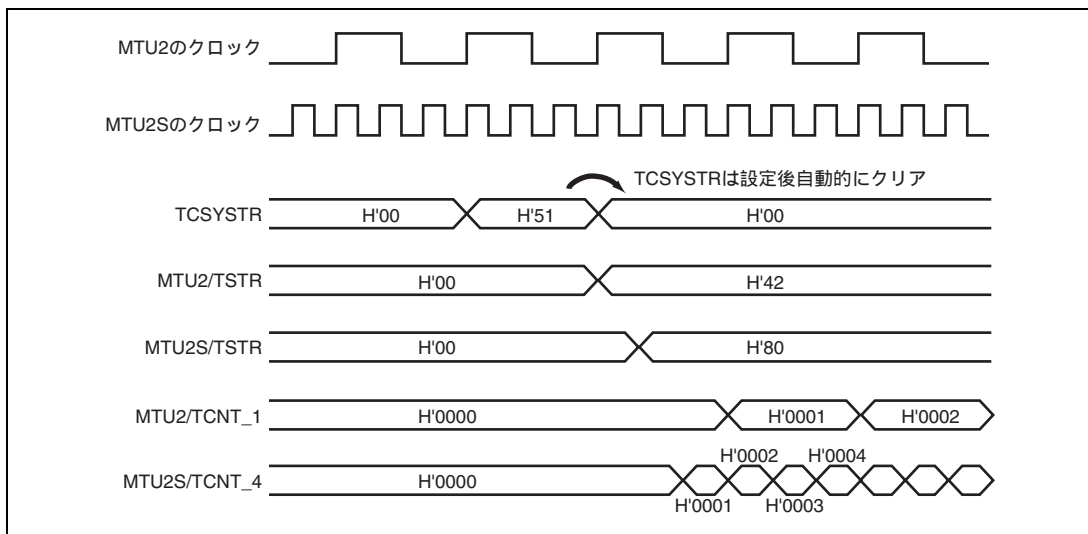 MTU2のクロック
MTU2Sのクロック
TCSYSTRは設定後自動的にクリア
TCSYSTR H'00 H'51 H'00
MTU2/TSTR H'00 H'42
MTU2S/TSTR H'00 H'80
MTU2/TCNT_1 H'0000 H'0001 H'0002
H'0002 H'0004
MTU2S/TCNT_4 H'0000
H'0001 H'0003